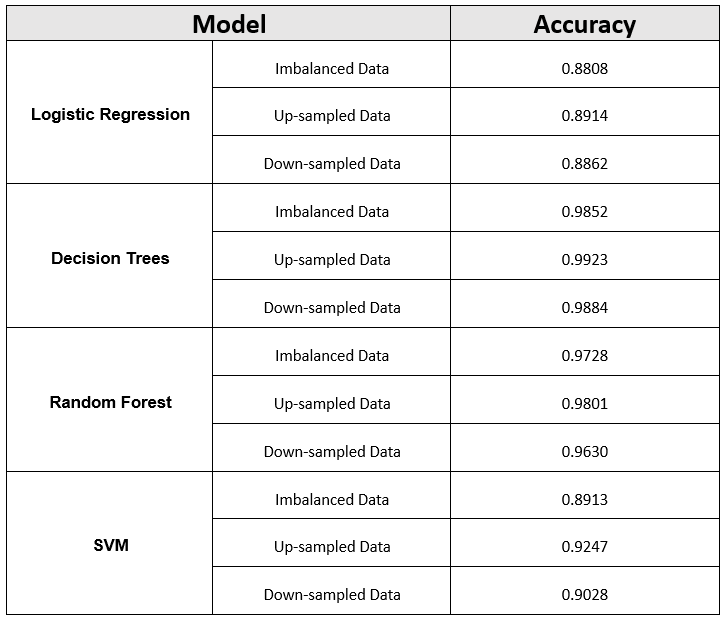 Model Accuracy
Logistic Regression Imbalanced Data 0.8808
Up-sampled Data 0.8914
Down-sampled Data 0.8862
Decision Trees Imbalanced Data 0.9852
Up-sampled Data 0.9923
Down-sampled Data 0.9884
Random Forest Imbalanced Data 0.9728
Up-sampled Data 0.9801
Down-sampled Data 0.9630
SVM Imbalanced Data 0.8913
Up-sampled Data 0.9247
Down-sampled Data 0.9028